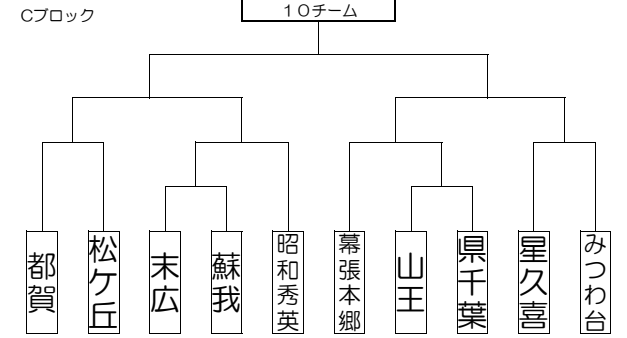 Cブロック
10チーム
都賀
松ケ丘
末広
蘇我
昭和秀英
幕張本郷
山王
県千葉
星久喜
みつわ台